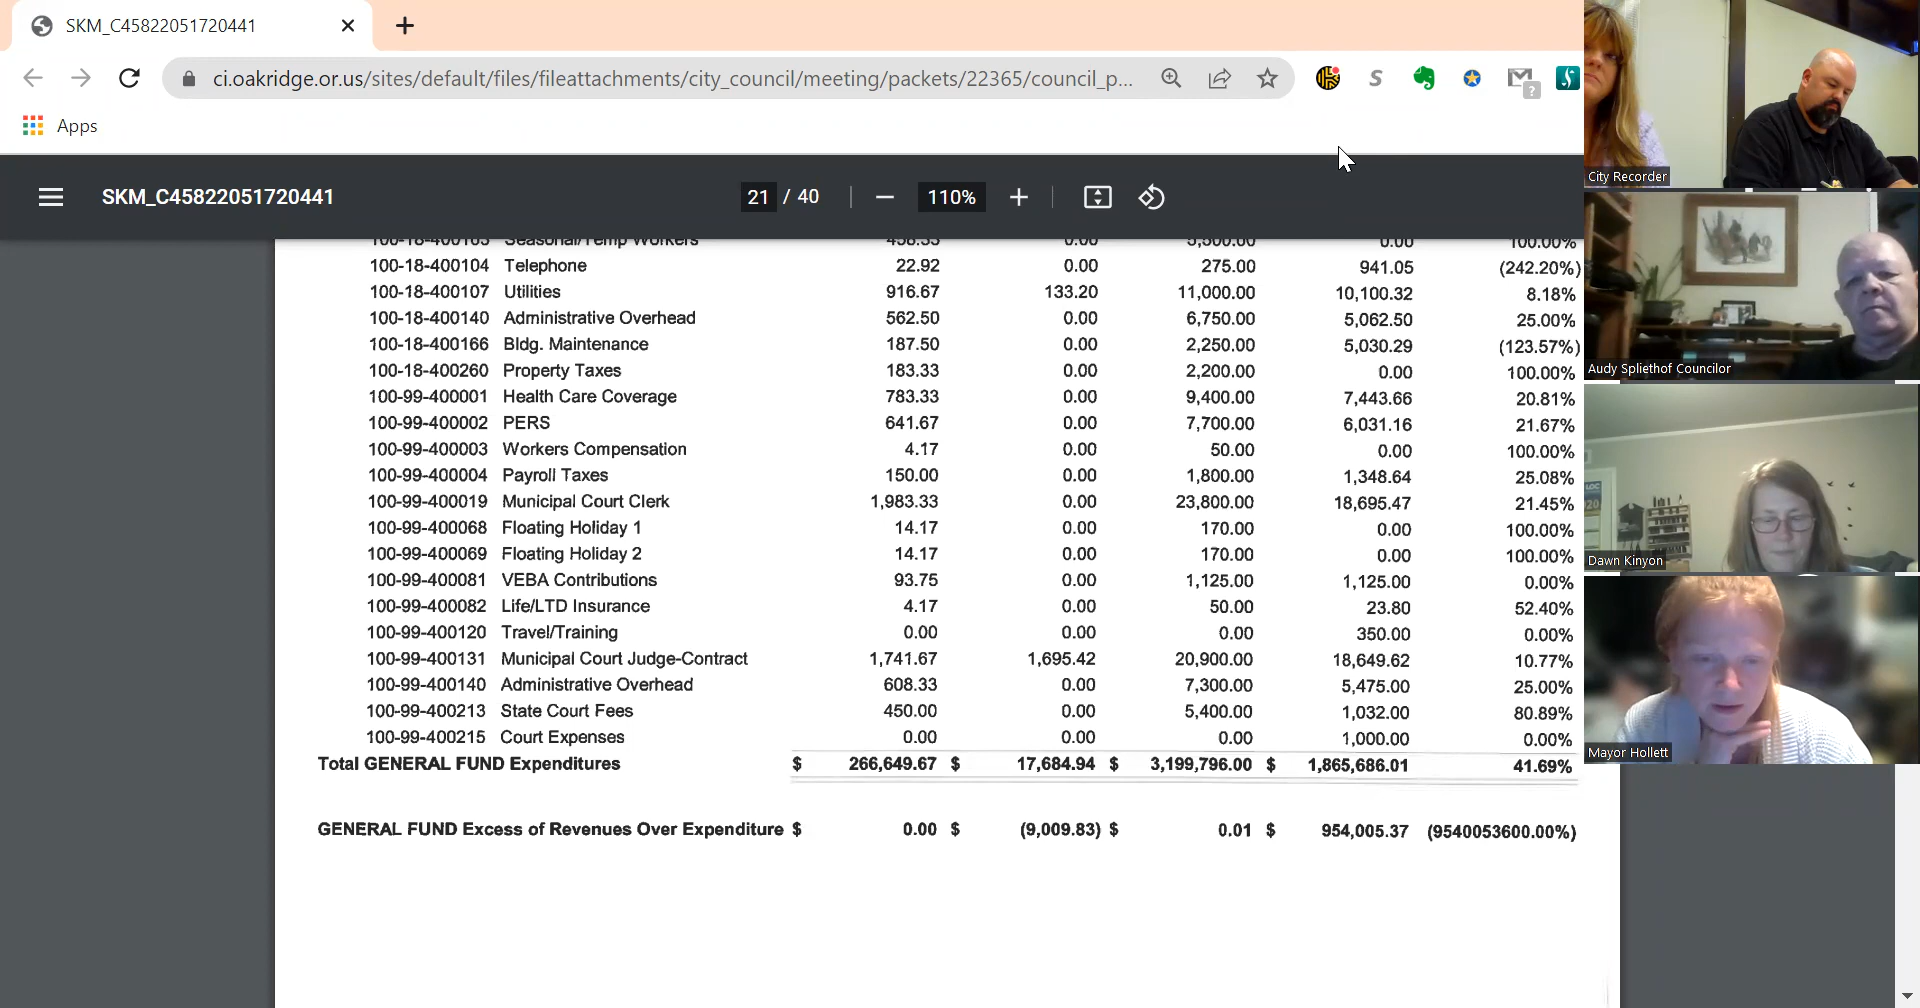 SKM_C45822051720441
ci.oakridge.or.us/sites/default/files/fileattachments/city_council/meeting/packets/22365/council_p...
Apps
SKM_C45822051720441
21 / 40
110%
100-18-400103 Seasonal/Temp Workers 458.33 0.00 5,500.00 0.00 100.00%
100-18-400104 Telephone 22.92 0.00 275.00 941.05 (242.20%)
100-18-400107 Utilities 916.67 133.20 11,000.00 10,100.32 8.18%
100-18-400140 Administrative Overhead 562.50 0.00 6,750.00 5,062.50 25.00%
100-18-400166 Bldg. Maintenance 187.50 0.00 2,250.00 5,030.29 (123.57%)
100-18-400260 Property Taxes 183.33 0.00 2,200.00 0.00 100.00%
100-99-400001 Health Care Coverage 783.33 0.00 9,400.00 7,443.66 20.81%
100-99-400002 PERS 641.67 0.00 7,700.00 6,031.16 21.67%
100-99-400003 Workers Compensation 4.17 0.00 50.00 0.00 100.00%
100-99-400004 Payroll Taxes 150.00 0.00 1,800.00 1,348.64 25.08%
100-99-400019 Municipal Court Clerk 1,983.33 0.00 23,800.00 18,695.47 21.45%
100-99-400068 Floating Holiday 1 14.17 0.00 170.00 0.00 100.00%
100-99-400069 Floating Holiday 2 14.17 0.00 170.00 0.00 100.00%
100-99-400081 VEBA Contributions 93.75 0.00 1,125.00 1,125.00 0.00%
100-99-400082 Life/LTD Insurance 4.17 0.00 50.00 23.80 52.40%
100-99-400120 Travel/Training 0.00 0.00 0.00 350.00 0.00%
100-99-400131 Municipal Court Judge-Contract 1,741.67 1,695.42 20,900.00 18,649.62 10.77%
100-99-400140 Administrative Overhead 608.33 0.00 7,300.00 5,475.00 25.00%
100-99-400213 State Court Fees 450.00 0.00 5,400.00 1,032.00 80.89%
100-99-400215 Court Expenses 0.00 0.00 0.00 1,000.00 0.00%
Total GENERAL FUND Expenditures $ 266,649.67 $ 17,684.94 $ 3,199,796.00 $ 1,865,686.01 41.69%
GENERAL FUND Excess of Revenues Over Expenditure $ 0.00 $ (9,009.83) $ 0.01 $ 954,005.37 (9540053600.00%)
City Recorder
Audy Spliethof Councilor
Dawn Kinyon
Mayor Hollett